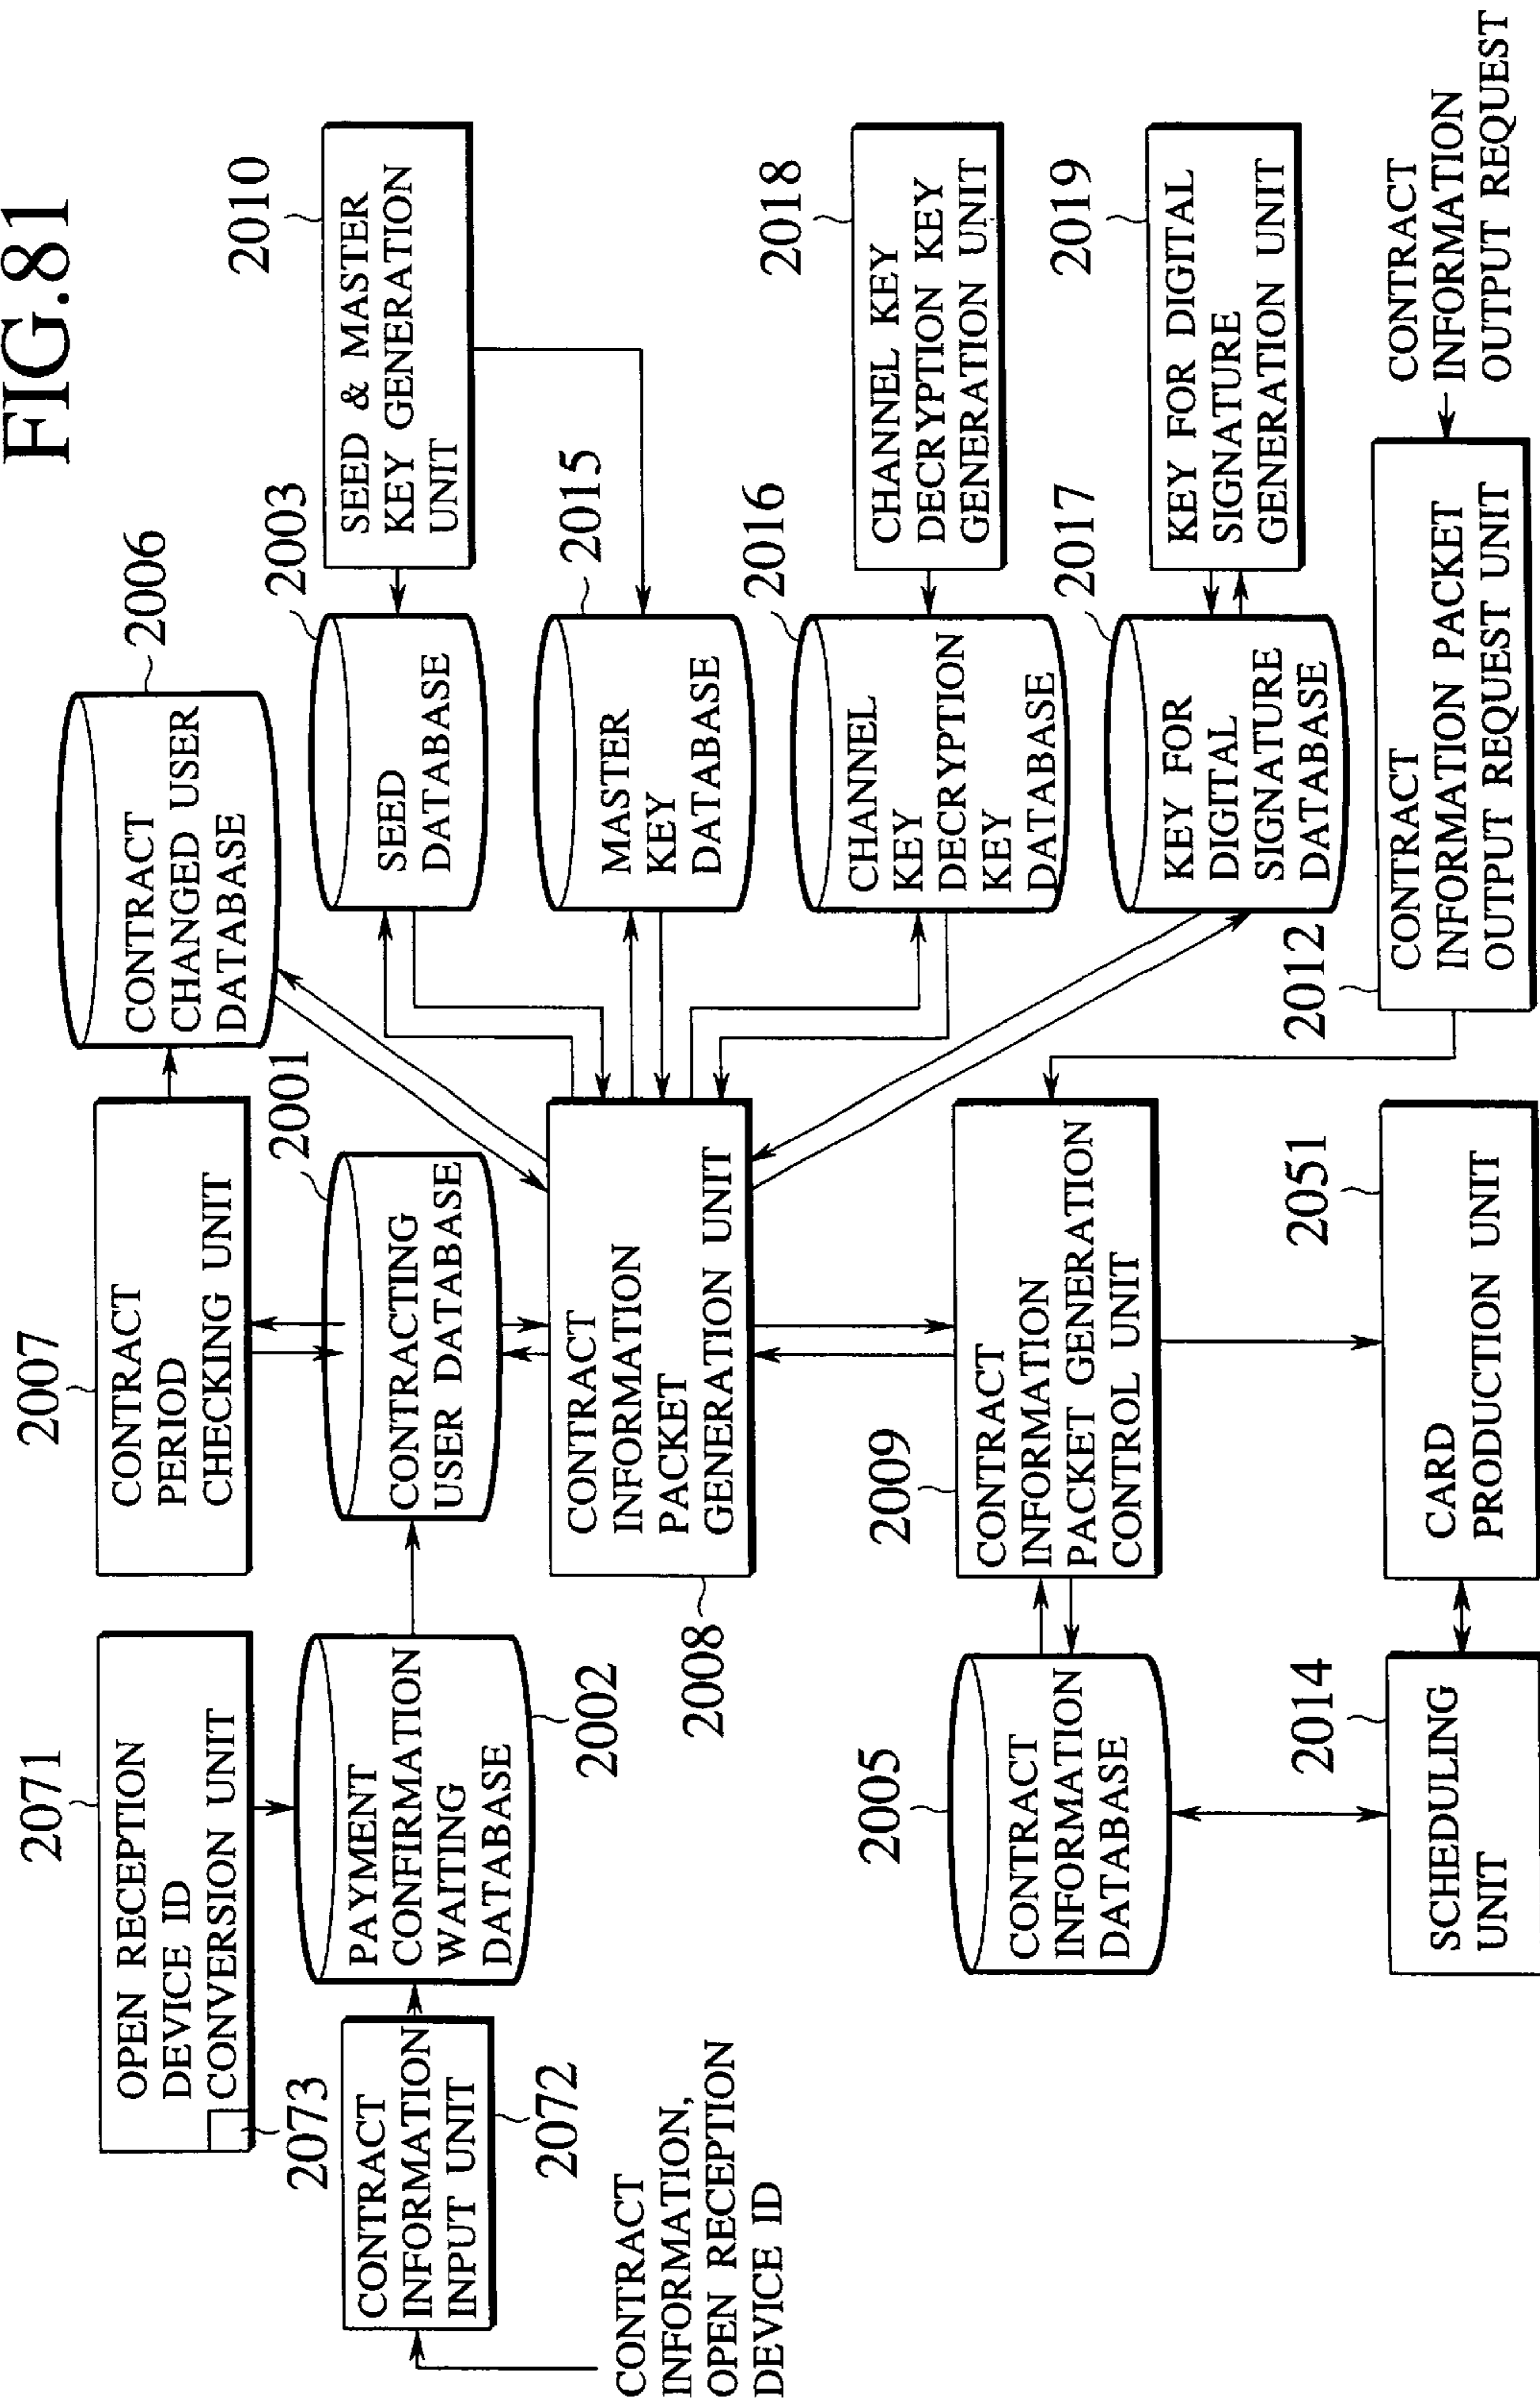 FIG.81
2071
OPEN RECEPTION
DEVICE ID
CONVERSION UNIT
2073
2007
CONTRACT
PERIOD
CHECKING UNIT
2006
CONTRACT
CHANGED USER
DATABASE
2072
CONTRACT
INFORMATION
INPUT UNIT
CONTRACT
INFORMATION,
OPEN RECEPTION
DEVICE ID
2002
PAYMENT
CONFIRMATION
WAITING
DATABASE
2001
CONTRACTING
USER DATABASE
2003
SEED
DATABASE
2010
SEED & MASTER
KEY GENERATION
UNIT
2008
CONTRACT
INFORMATION
PACKET
GENERATION UNIT
2015
MASTER
KEY
DATABASE
2016
CHANNEL
KEY
DECRYPTION
KEY
DATABASE
2018
CHANNEL KEY
DECRYPTION KEY
GENERATION UNIT
2005
CONTRACT
INFORMATION
DATABASE
2009
CONTRACT
INFORMATION
PACKET GENERATION
CONTROL UNIT
2017
KEY FOR
DIGITAL
SIGNATURE
DATABASE
2019
KEY FOR DIGITAL
SIGNATURE
GENERATION UNIT
2014
SCHEDULING
UNIT
2051
CARD
PRODUCTION UNIT
2012
CONTRACT
INFORMATION PACKET
OUTPUT REQUEST UNIT
CONTRACT
INFORMATION
OUTPUT REQUEST